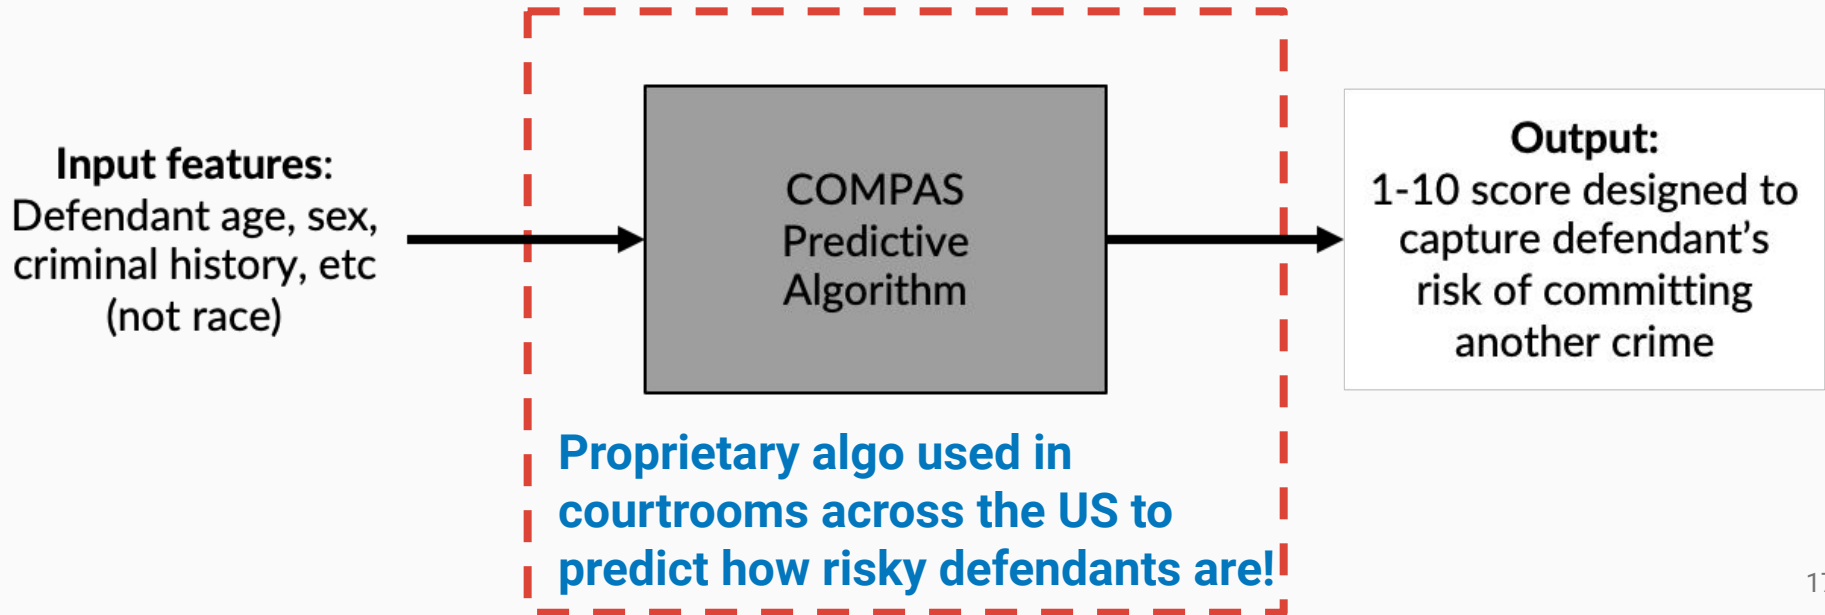 Input features:
Defendant age, sex,
criminal history, etc
(not race)
COMPAS
Predictive
Algorithm
Output:
1-10 score designed to
capture defendant's
risk of committing
another crime
Proprietary algo used in
courtrooms across the US to
predict how risky defendants are!